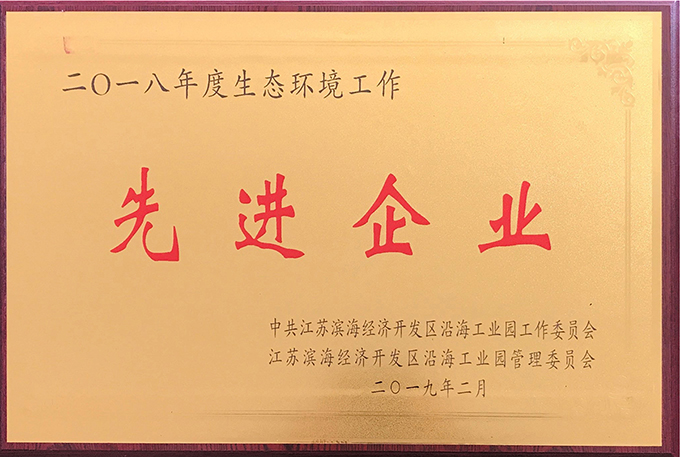 二〇一八年度生态环境工作
先进企业
中共江苏滨海经济开发区沿海工业园工作委员会
江苏滨海经济开发区沿海工业园管理委员会
二〇一九年二月